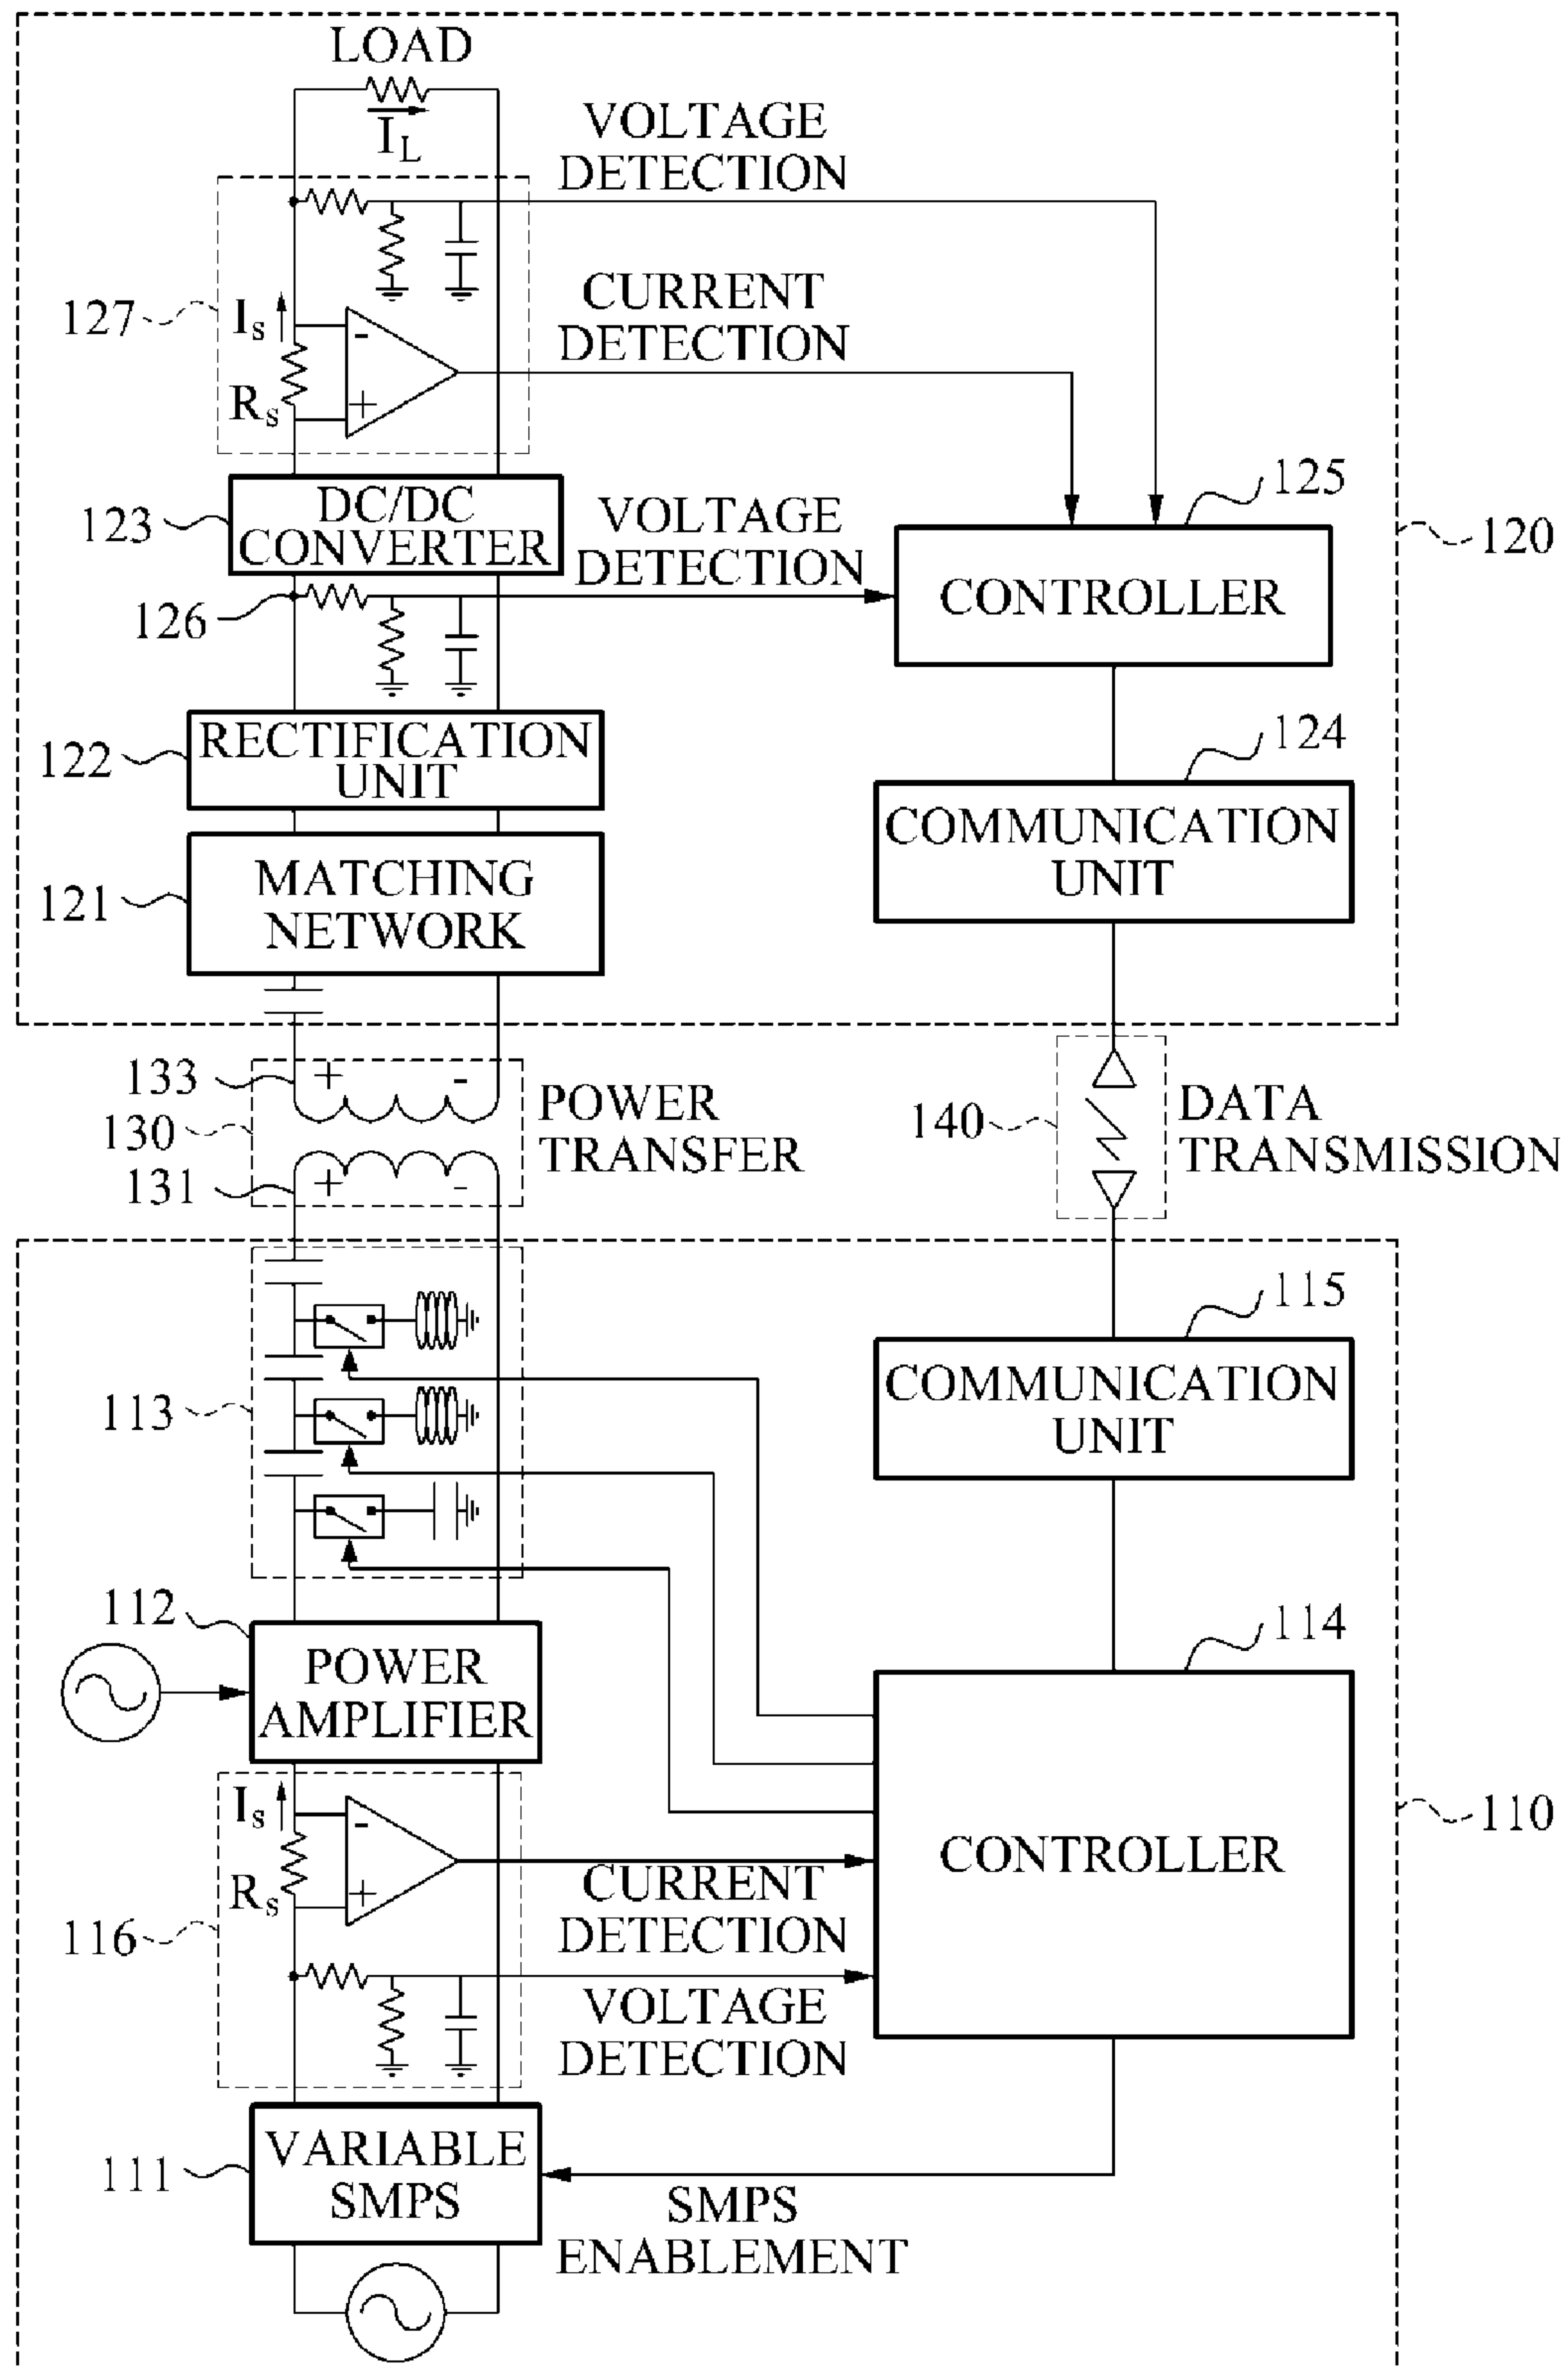 LOAD
I_L
VOLTAGE
DETECTION
127
I_s
-
CURRENT
DETECTION
R_s
+
125
123
DC/DC
CONVERTER
VOLTAGE
DETECTION
120
CONTROLLER
126
122
RECTIFICATION
UNIT
124
COMMUNICATION
UNIT
121
MATCHING
NETWORK
133
+
-
130
POWER
TRANSFER
131
+
-
140
DATA
TRANSMISSION
115
COMMUNICATION
UNIT
113
112
POWER
AMPLIFIER
114
I_s
-
R_s
+
CURRENT
DETECTION
CONTROLLER
110
116
VOLTAGE
DETECTION
111
VARIABLE
SMPS
SMPS
ENABLEMENT